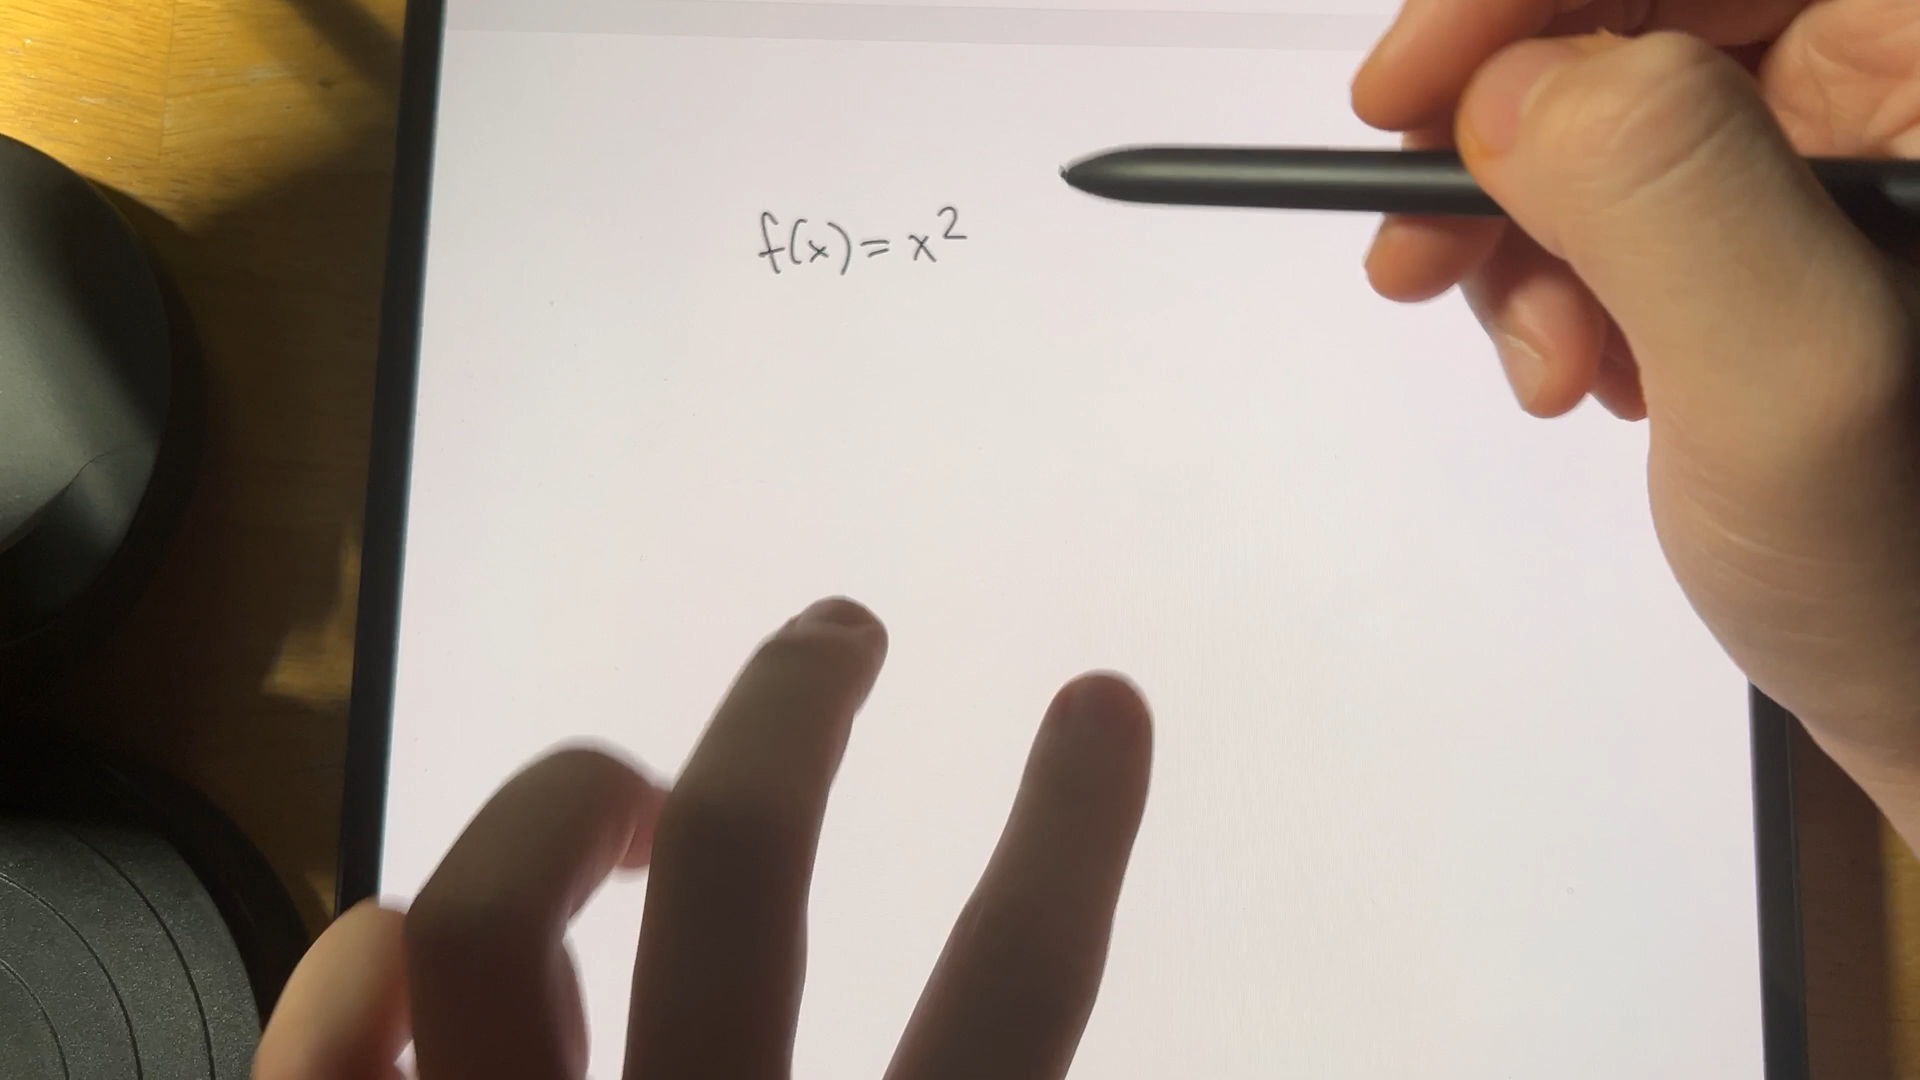 f(x) = x²